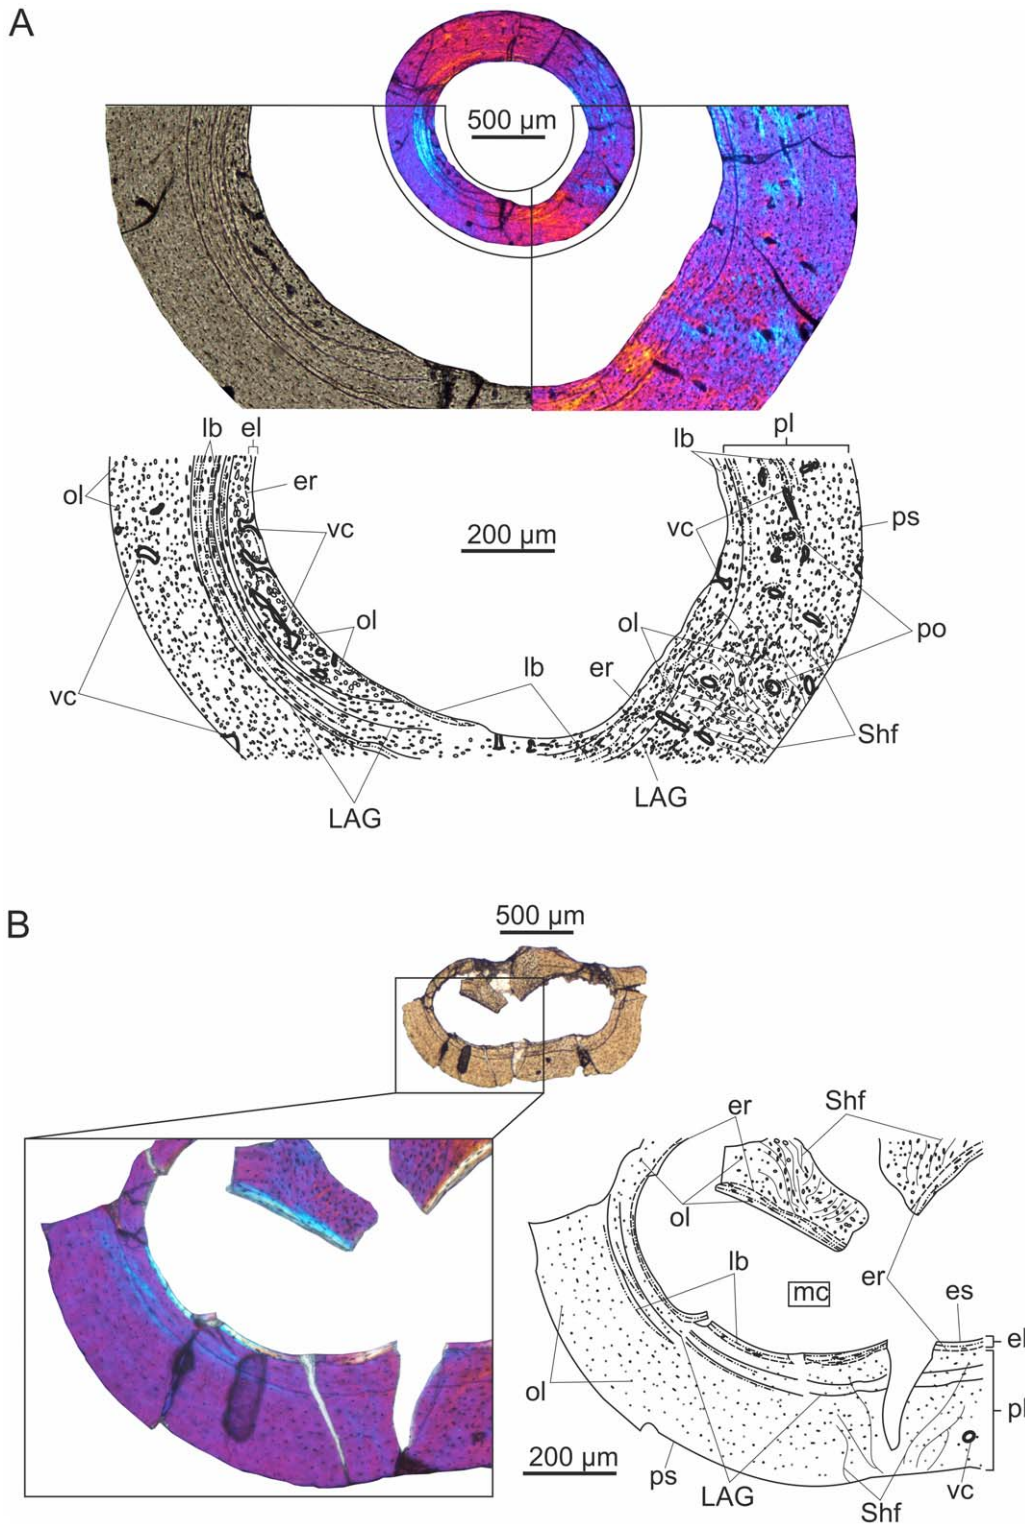 A
500 µm
lb el pl
lb
ol er
vc vc ps
200 µm
ol ol po
lb er
vc Shf
LAG LAG
B
500 µm
er Shf
ol
lb er es
mc
el
ol pl
200 µm ps LAG Shf vc